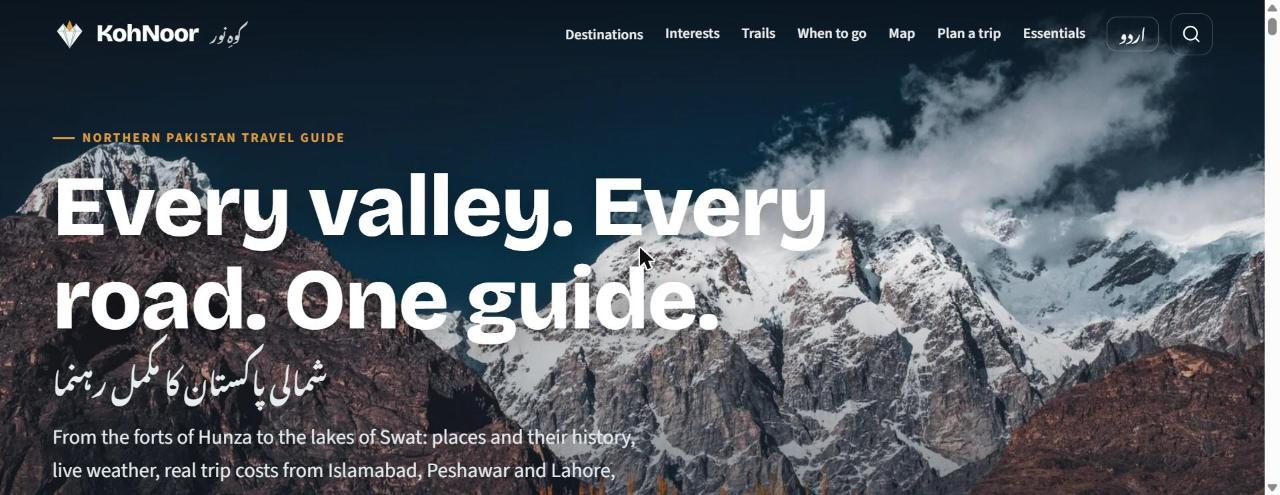 KohNoor کوہِ نور
Destinations Interests Trails When to go Map Plan a trip Essentials اردو
NORTHERN PAKISTAN TRAVEL GUIDE
Every valley. Every
road. One guide.
شمالی پاکستان کا مکمل رہنما
From the forts of Hunza to the lakes of Swat: places and their history,
live weather, real trip costs from Islamabad, Peshawar and Lahore,